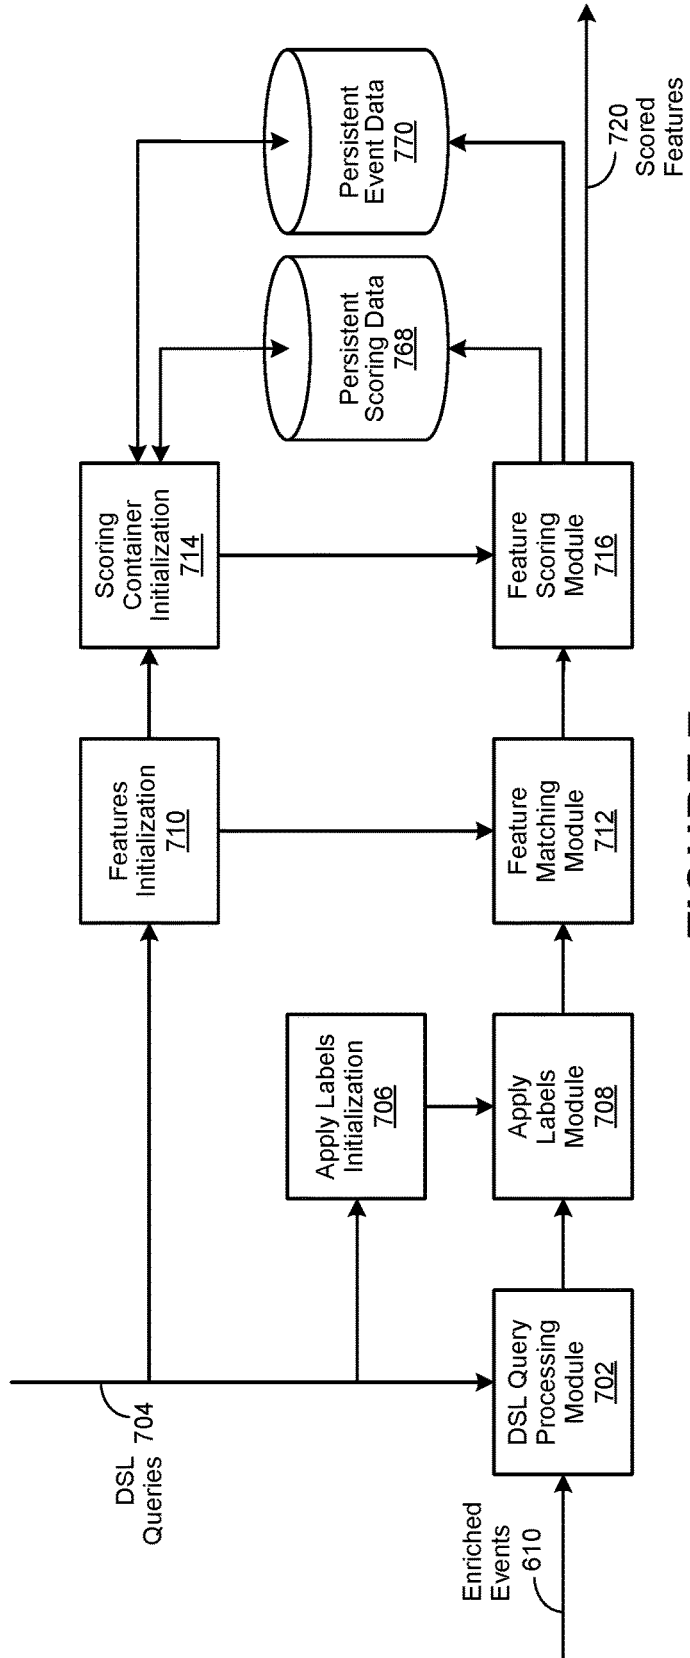 DSL
Queries 704
Enriched
Events
610
DSL Query
Processing
Module
702
Apply Labels
Initialization
706
Apply
Labels
Module
708
Features
Initialization
710
Feature
Matching
Module
712
Scoring
Container
Initialization
714
Feature
Scoring
Module
716
Persistent
Scoring Data
768
Persistent
Event Data
770
720
Scored
Features